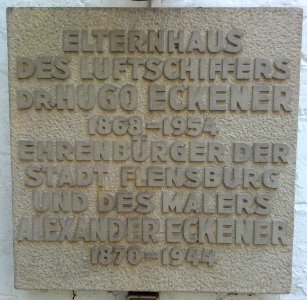 ELTERNHAUS
DES LUFTSCHIFFERS
DR HUGO ECKENER
1868-1954
EHRENBÜRGER DER
STADT FLENSBURG
UND DES MALERS
ALEXANDER ECKENER
1870-1944